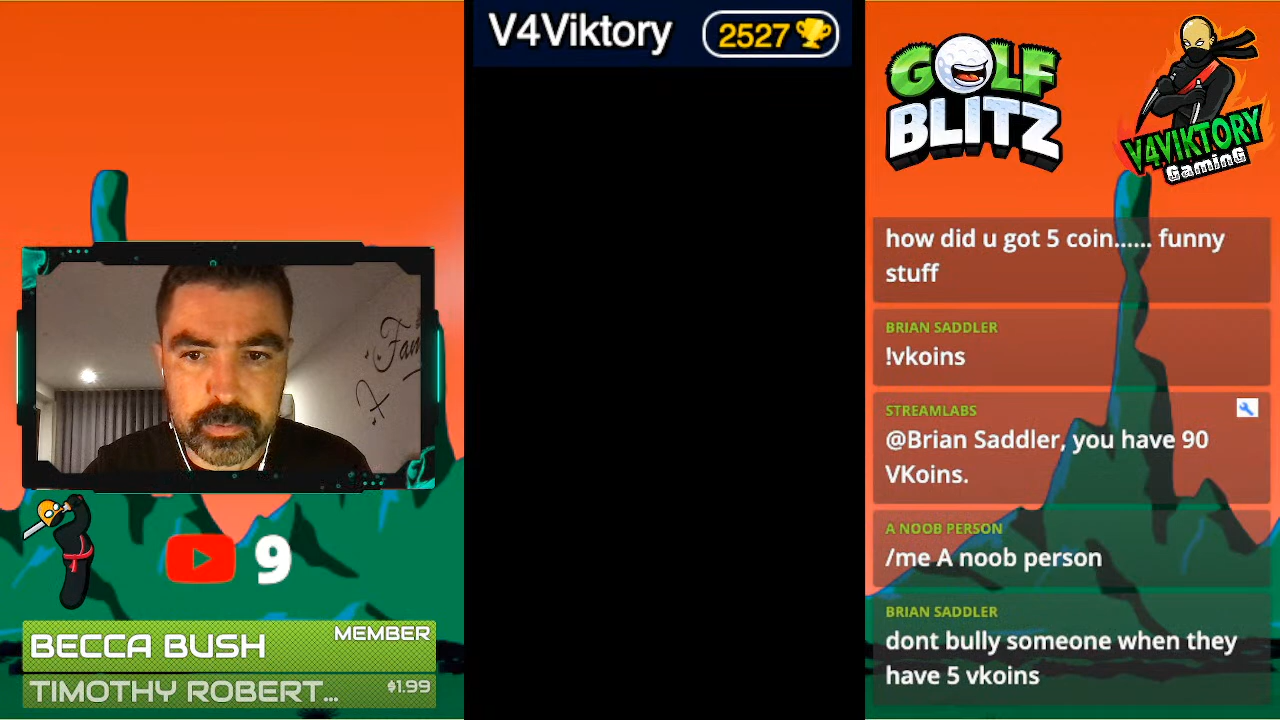 V4Viktory
2527
GOLF
BLITZ
V4VIKTORY
GaminG
how did u got 5 coin...... funny
stuff
BRIAN SADDLER
!vkoins
STREAMLABS
@Brian Saddler, you have 90
VKoins.
A NOOB PERSON
/me A noob person
BRIAN SADDLER
dont bully someone when they
have 5 vkoins
9
BECCA BUSH
MEMBER
TIMOTHY ROBERT...
$1.99